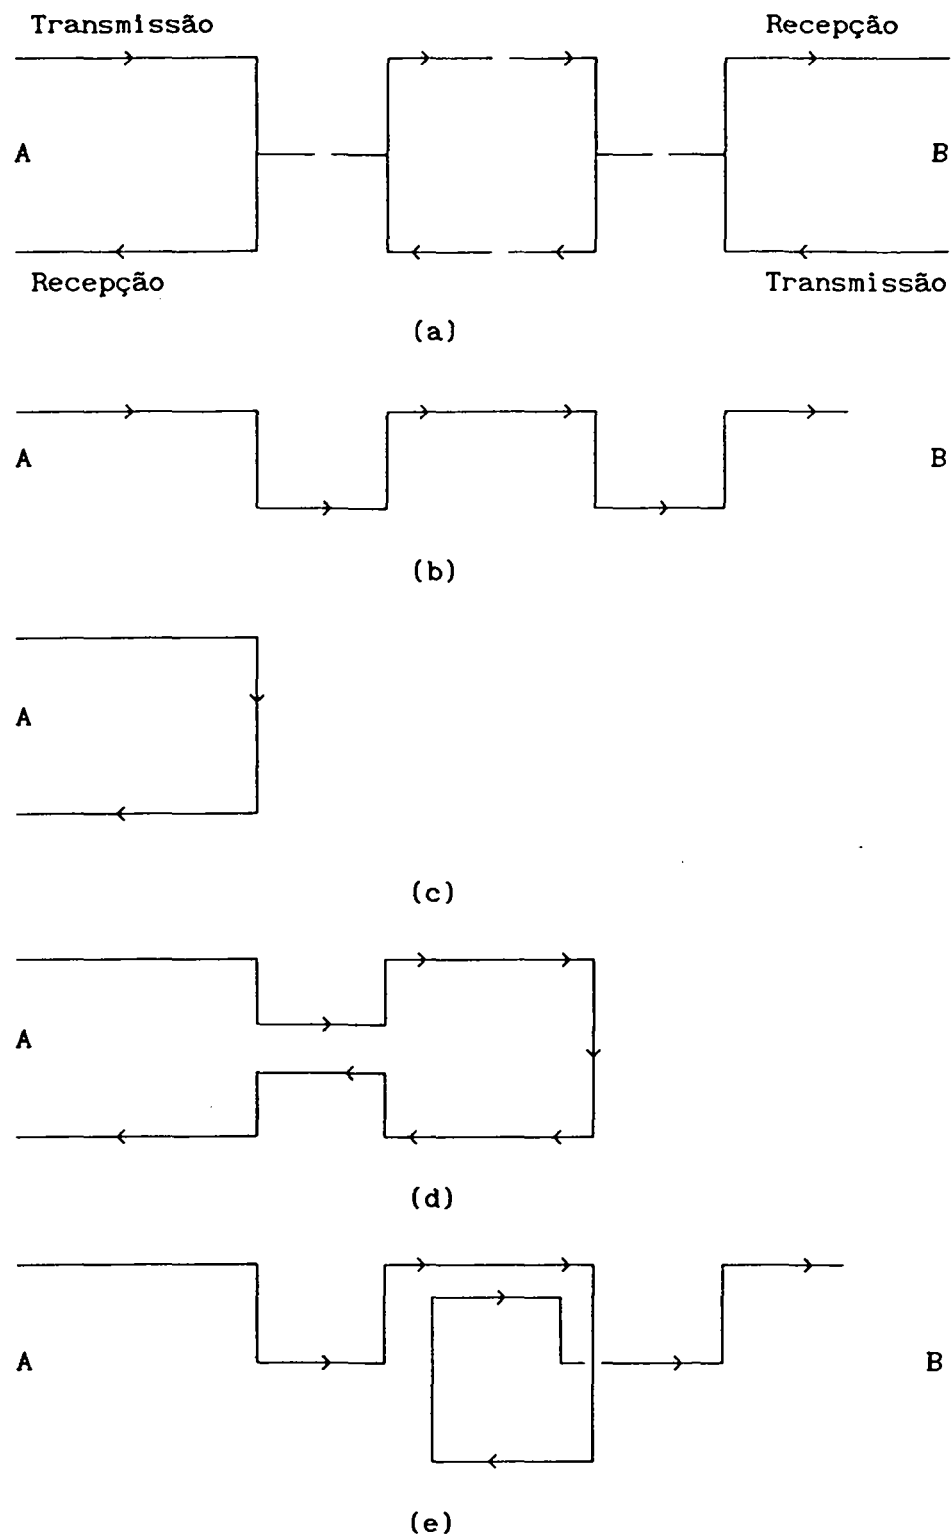 Transmissão Recepção
A B
Recepção Transmissão
(a)
A B
(b)
A
(c)
A
(d)
A B
(e)